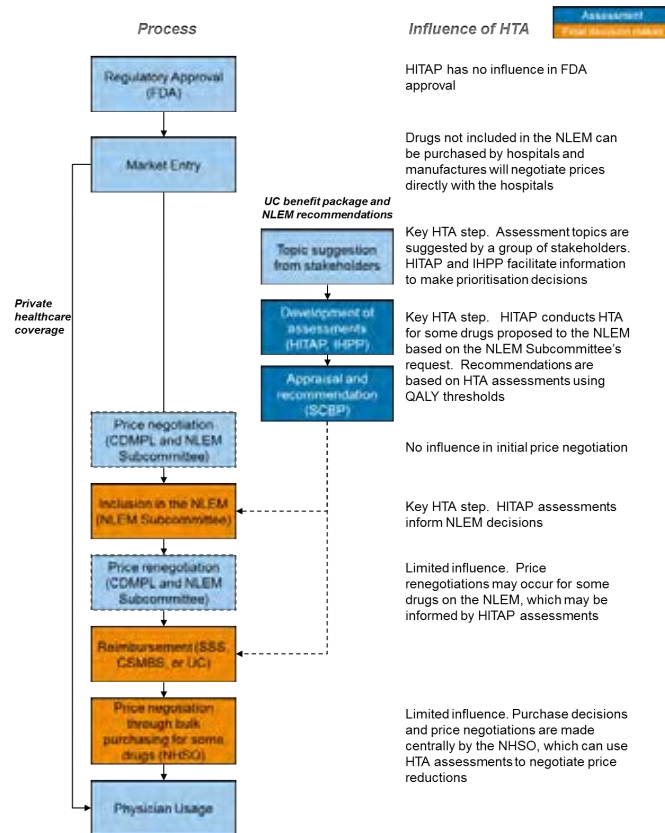 Process
Influence of HTA
Assessment
Final decision maker
Regulatory Approval
(FDA)
HITAP has no influence in FDA
approval
Market Entry
Drugs not included in the NLEM can
be purchased by hospitals and
manufactures will negotiate prices
directly with the hospitals
UC benefit package and
NLEM recommendations
Topic suggestion
from stakeholders
Key HTA step. Assessment topics are
suggested by a group of stakeholders.
HITAP and IHPP facilitate information
to make prioritisation decisions
Private
healthcare
coverage
Development of
assessments
(HITAP, IHPP)
Key HTA step. HITAP conducts HTA
for some drugs proposed to the NLEM
based on the NLEM Subcommittee's
request. Recommendations are
based on HTA assessments using
QALY thresholds
Appraisal and
recommendation
(SCBP)
Price negotiation
(CDMPL and NLEM
Subcommittee)
No influence in initial price negotiation
Inclusion in the NLEM
(NLEM Subcommittee)
Key HTA step. HITAP assessments
inform NLEM decisions
Price renegotiation
(CDMPL and NLEM
Subcommittee)
Limited influence. Price
renegotiations may occur for some
drugs on the NLEM, which may be
informed by HITAP assessments
Reimbursement (SSS,
CSMBS, or UC)
Price negotiation
through bulk
purchasing for some
drugs (NHSO)
Limited influence. Purchase decisions
and price negotiations are made
centrally by the NHSO, which can use
HTA assessments to negotiate price
reductions
Physician Usage